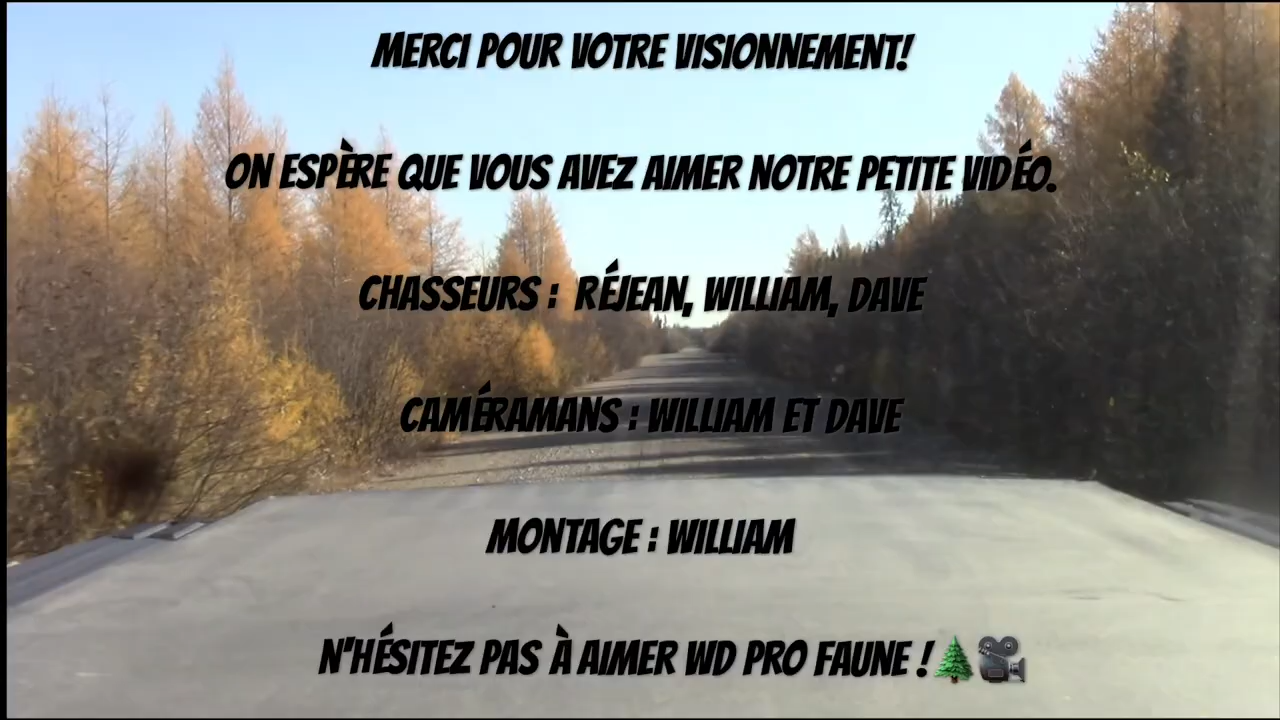 MERCI POUR VOTRE VISIONNEMENT!
ON ESPÈRE QUE VOUS AVEZ AIMER NOTRE PETITE VIDÉO.
CHASSEURS : RÉJEAN, WILLIAM, DAVE
CAMÉRAMANS : WILLIAM ET DAVE
MONTAGE : WILLIAM
N'HÉSITEZ PAS À AIMER WD PRO FAUNE !🌲🎥